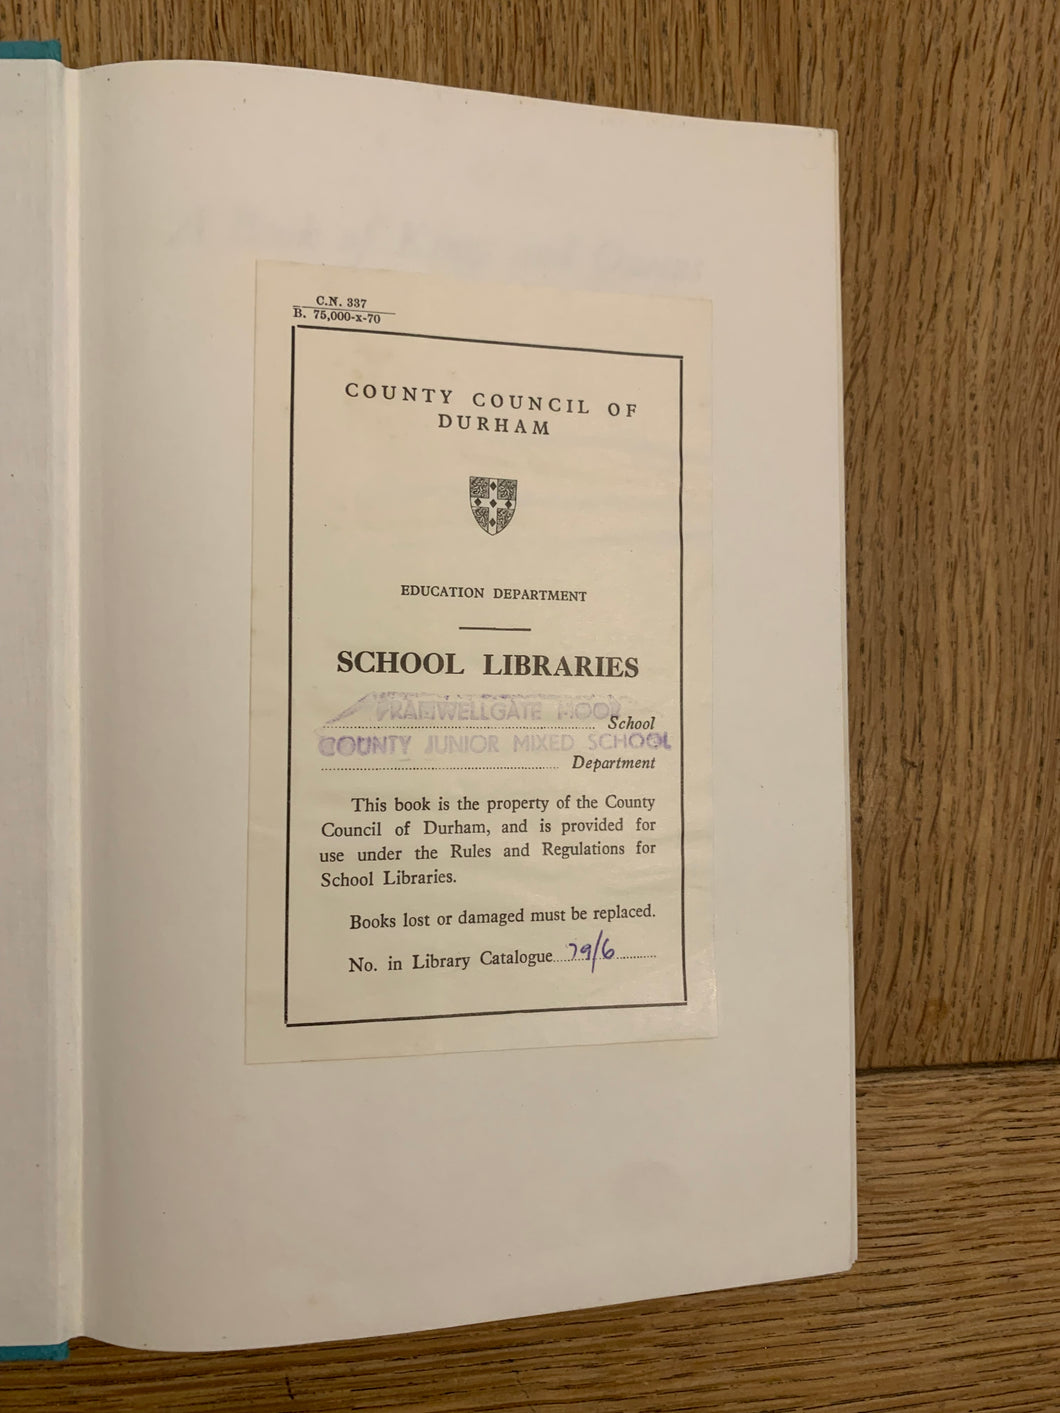 C.N. 337
B. 75,000-x-70
COUNTY COUNCIL OF
DURHAM
EDUCATION DEPARTMENT
SCHOOL LIBRARIES
FRAMWELLGATE MOOR
School
COUNTY JUNIOR MIXED SCHOOL
Department
This book is the property of the County
Council of Durham, and is provided for
use under the Rules and Regulations for
School Libraries.
Books lost or damaged must be replaced.
No. in Library Catalogue 79/6